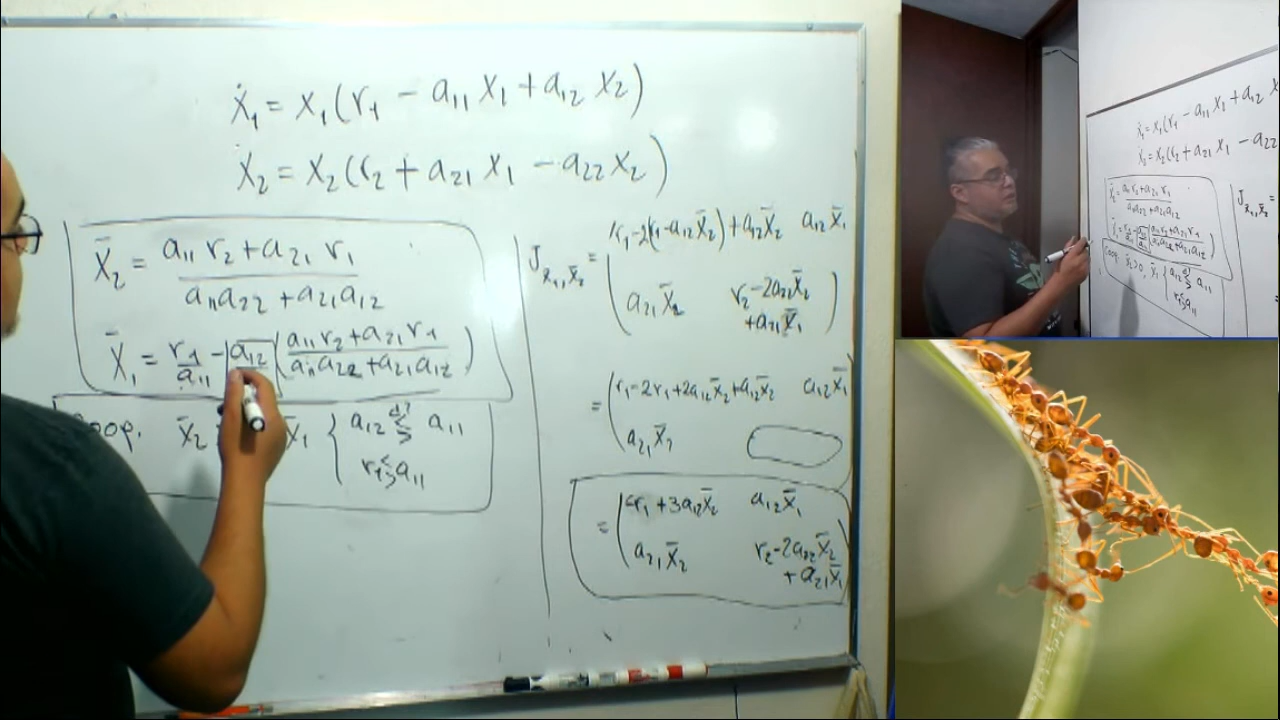 ẋ₁ = x₁(r₁ − a₁₁ x₁ + a₁₂ x₂)
ẋ₂ = x₂(r₂ + a₂₁ x₁ − a₂₂ x₂)
x̄₂ = (a₁₁ r₂ + a₂₁ r₁) / (a₁₁a₂₂ + a₂₁a₁₂)
x̄₁ = r₁/a₁₁ − a₁₂ ((a₁₁ r₂ + a₂₁ r₁) / (a₁₁a₂₂ + a₂₁a₁₂))
x̄₂ x̄₁ { a₁₂ ≶ a₁₁
r₁ ≶ a₁₁
J x̄₁,x̄₂ = ( r₁−2(r₁−a₁₂x̄₂)+a₁₂x̄₂ a₁₂x̄₁
a₂₁x̄₂ r₂−2a₂₂x̄₂
+a₂₁x̄₁ )
= ( r₁−2r₁+2a₁₂x̄₂+a₁₂x̄₂ a₁₂x̄₁
a₂₁x̄₂
= ( −r₁+3a₁₂x̄₂ a₁₂x̄₁
a₂₁x̄₂ r₂−2a₂₂x̄₂
+a₂₁x̄₁